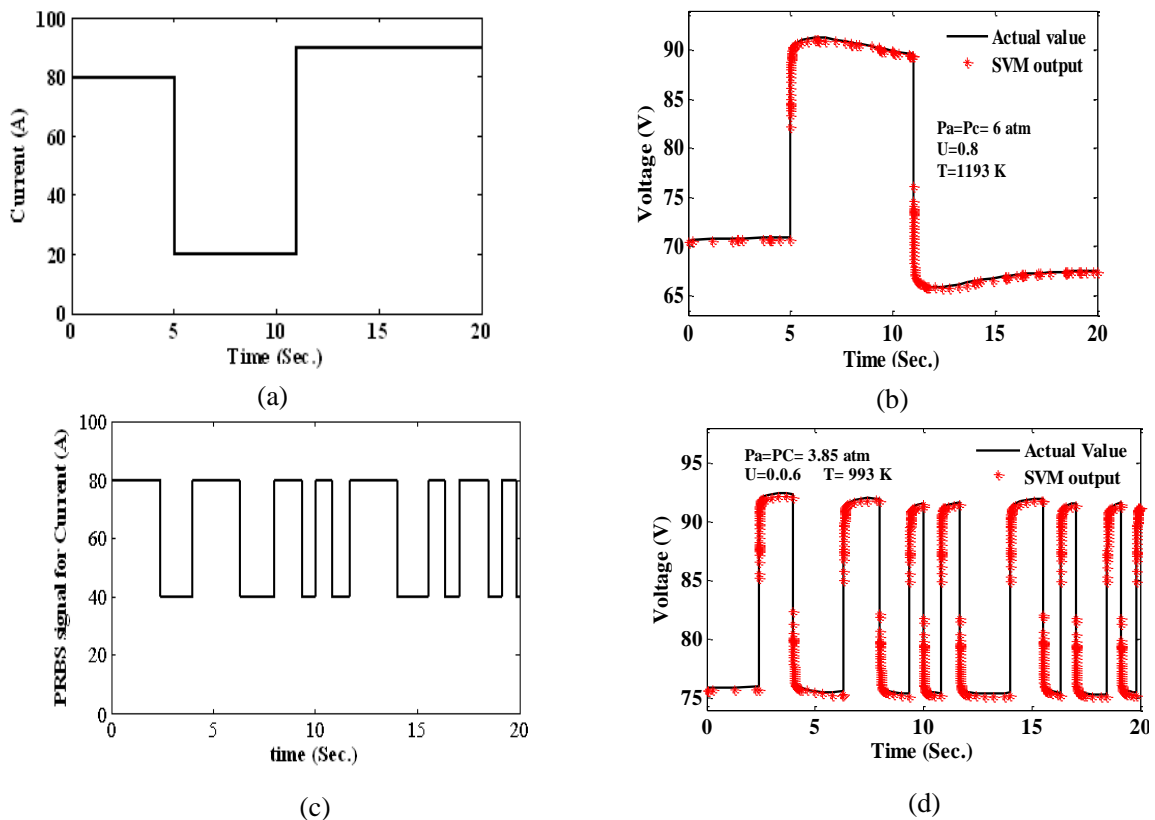 100
80
60
40
20
0
Current (A)
0 5 10 15 20
Time (Sec.)
(a)
90
85
80
75
70
65
Voltage (V)
Actual value
SVM output
Pa=Pc= 6 atm
U=0.8
T=1193 K
0 5 10 15 20
Time (Sec.)
(b)
100
80
60
40
20
0
PRBS signal for Current (A)
0 5 10 15 20
time (Sec.)
(c)
95
90
85
80
75
Voltage (V)
Pa=PC= 3.85 atm
U=0.0.6 T= 993 K
Actual Value
SVM output
0 5 10 15 20
Time (Sec.)
(d)